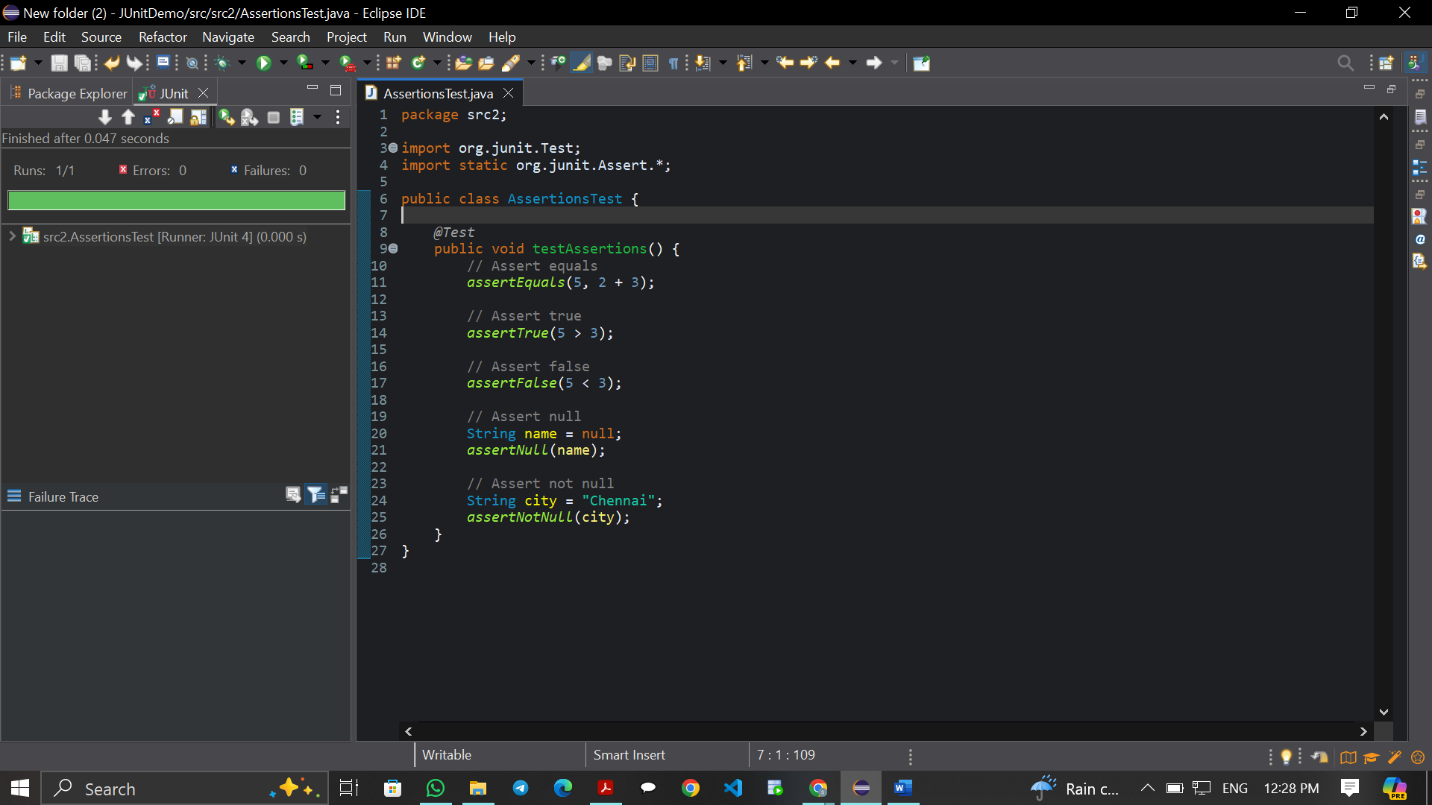 New folder (2) - JUnitDemo/src/src2/AssertionsTest.java - Eclipse IDE
File Edit Source Refactor Navigate Search Project Run Window Help
Package Explorer JUnit
Finished after 0.047 seconds
Runs: 1/1 Errors: 0 Failures: 0
src2.AssertionsTest [Runner: JUnit 4] (0.000 s)
Failure Trace
AssertionsTest.java
1 package src2;
2
3 import org.junit.Test;
4 import static org.junit.Assert.*;
5
6 public class AssertionsTest {
7
8 @Test
9 public void testAssertions() {
10 // Assert equals
11 assertEquals(5, 2 + 3);
12
13 // Assert true
14 assertTrue(5 > 3);
15
16 // Assert false
17 assertFalse(5 < 3);
18
19 // Assert null
20 String name = null;
21 assertNull(name);
22
23 // Assert not null
24 String city = "Chennai";
25 assertNotNull(city);
26 }
27 }
28
Writable Smart Insert 7 : 1 : 109
Search Rain c... ENG 12:28 PM PRE